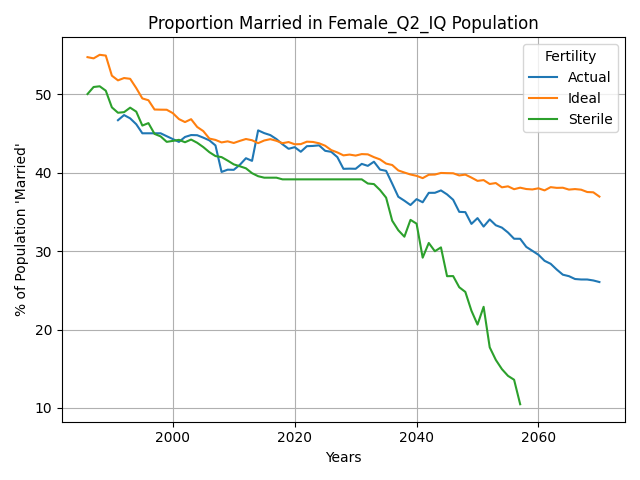 Proportion Married in Female_Q2_IQ Population
% of Population 'Married'
50
40
30
20
10
Fertility
Actual
Ideal
Sterile
2000 2020 2040 2060
Years